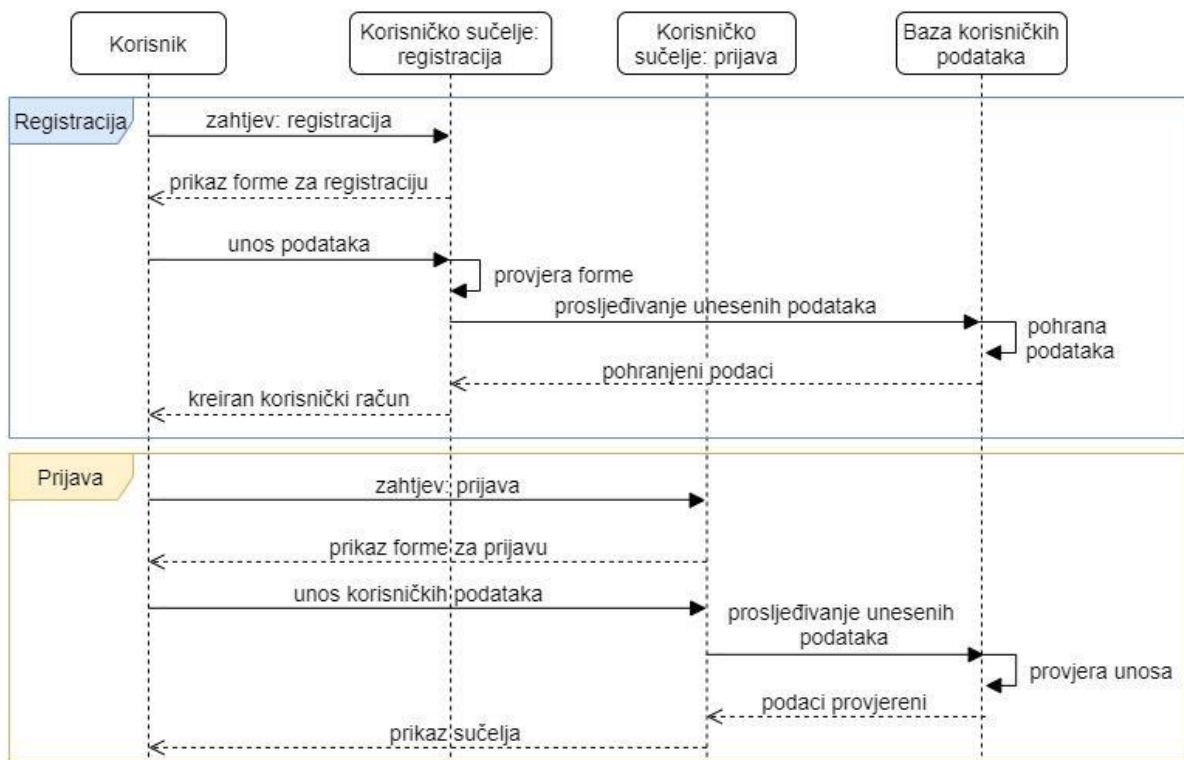 Korisnik
Korisničko sučelje:
registracija
Korisničko
sučelje: prijava
Baza korisničkih
podataka
Registracija
zahtjev: registracija
prikaz forme za registraciju
unos podataka
provjera forme
prosljeđivanje unesenih podataka
pohrana
podataka
pohranjeni podaci
kreiran korisnički račun
Prijava
zahtjev: prijava
prikaz forme za prijavu
unos korisničkih podataka
prosljeđivanje unesenih
podataka
provjera unosa
podaci provjereni
prikaz sučelja